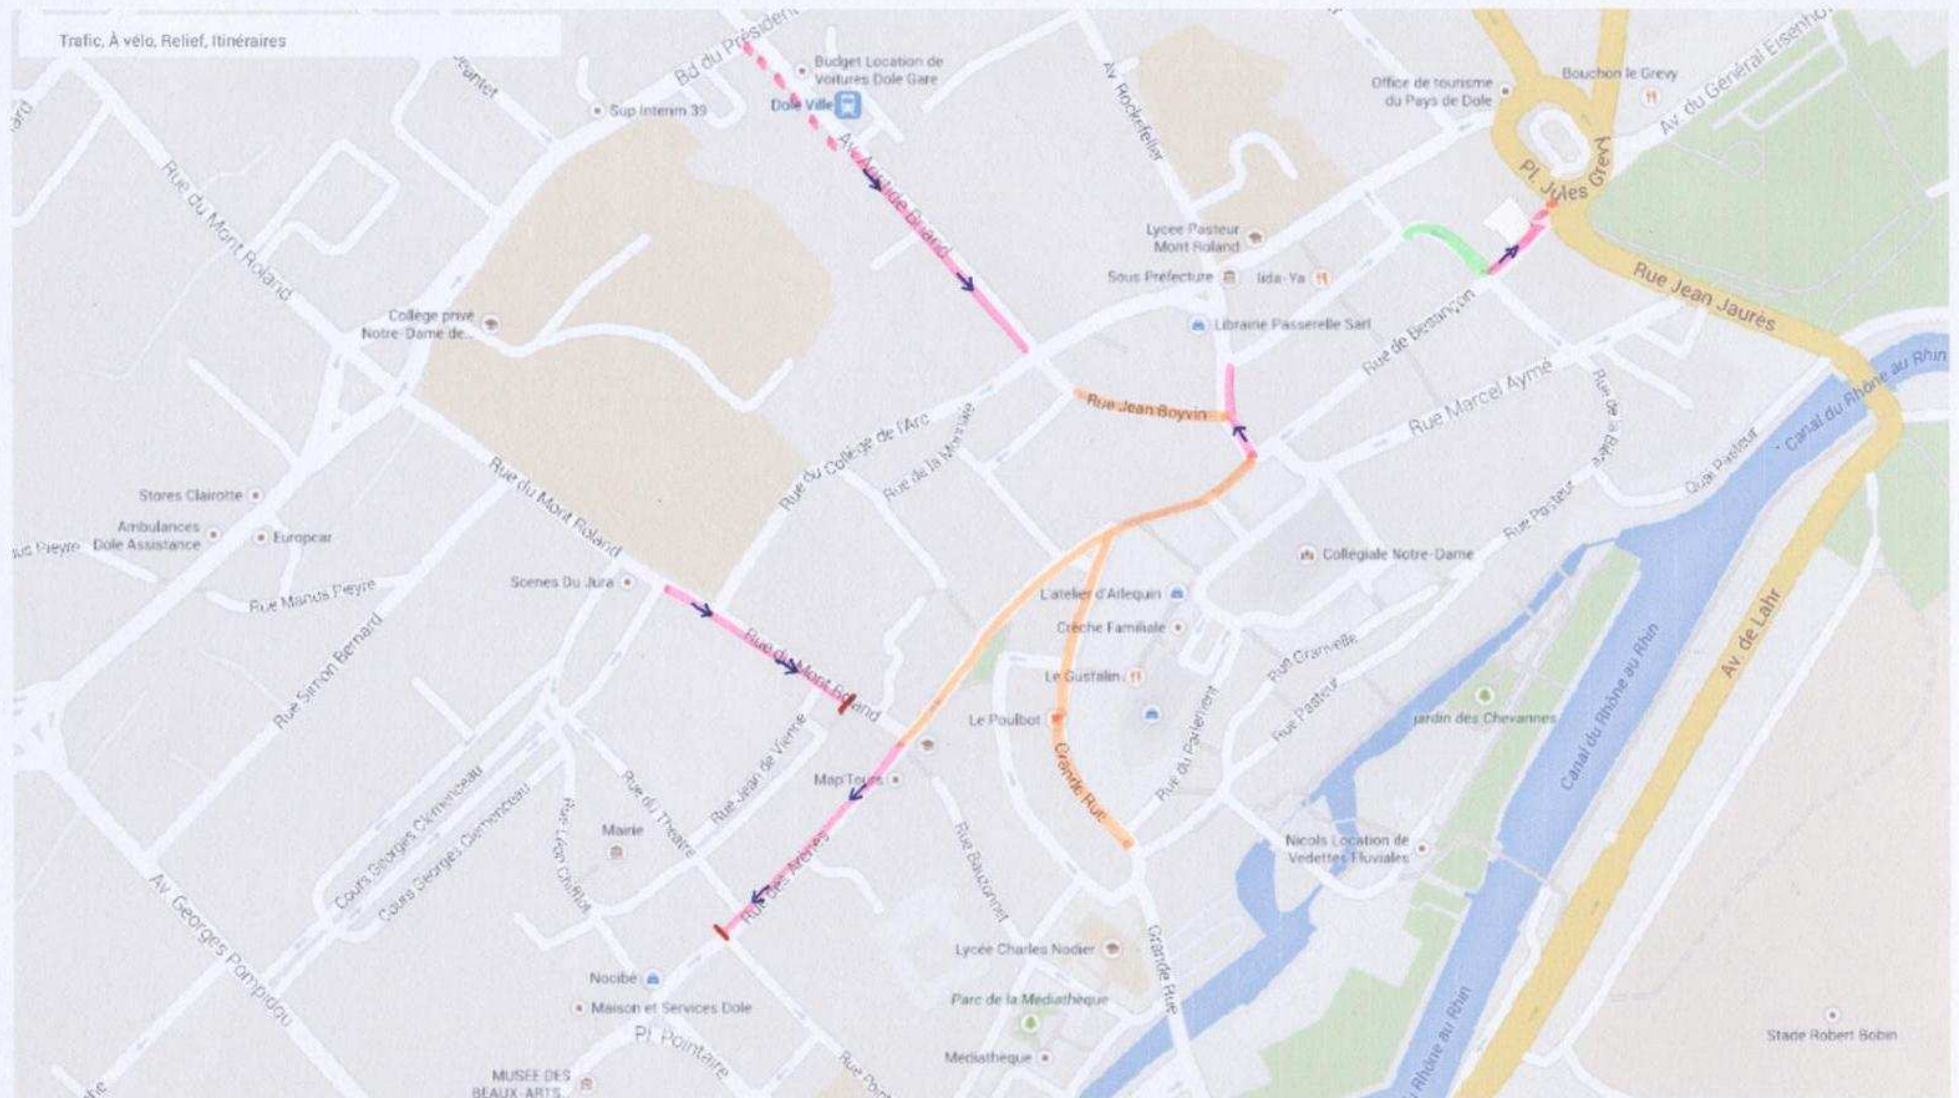 Trafic, À vélo, Relief, Itinéraires
Bd du Président
Budget Location de
Voitures Dole Gare
Dole Ville
Sup Interim 39
Av. Rockefeller
Office de tourisme
du Pays de Dole
Bouchon le Grevy
Av. du Général Eisenho
Pl. Jules Grevy
Rue du Mont Roland
Av. Aristide Briand
Lycee Pasteur
Mont Roland
Sous Préfecture
Iida-Ya
Rue Jean Jaurès
Collège privé
Notre-Dame de...
Librairie Passerelle Sarl
Rue de Besançon
Canal du Rhône au Rhin
Rue Jean Boyvin
Rue Marcel Aymé
Rue de la Bière
Rue du Collège de l'Arc
Rue de la Monnaie
Quai Pasteur
Rue du Mont Roland
Stores Clairotte
Ambulances
Dole Assistance
Europcar
Rue Pasteur
Collégiale Notre-Dame
Scenes Du Jura
Rue Marius Pieyre
L'atelier d'Arlequin
Crèche Familiale
Rue du Mont Roland
Rue Simon Bernard
Rue Granvelle
Av. de Lahr
Le Gustalin
Rue Pasteur
Jardin des Chevannes
Canal du Rhône au Rhin
Le Poulbot
Rue du Parlement
Rue Jean de Vienne
Map Tours
Grande Rue
Cours Georges Clemenceau
Cours Georges Clemenceau
Rue du Théatre
Rue Léon Chifflot
Mairie
Rue des Arènes
Rue Bauzonnet
Nicols Location de
Vedettes Fluviales
Av. Georges Pompidou
Lycée Charles Nodier
Grande Rue
Nocibé
Maison et Services Dole
Parc de la Médiathèque
Pl. Pointaire
Médiathèque
Stade Robert Bobin
MUSEE DES
BEAUX-ARTS
Rhône au Rhin